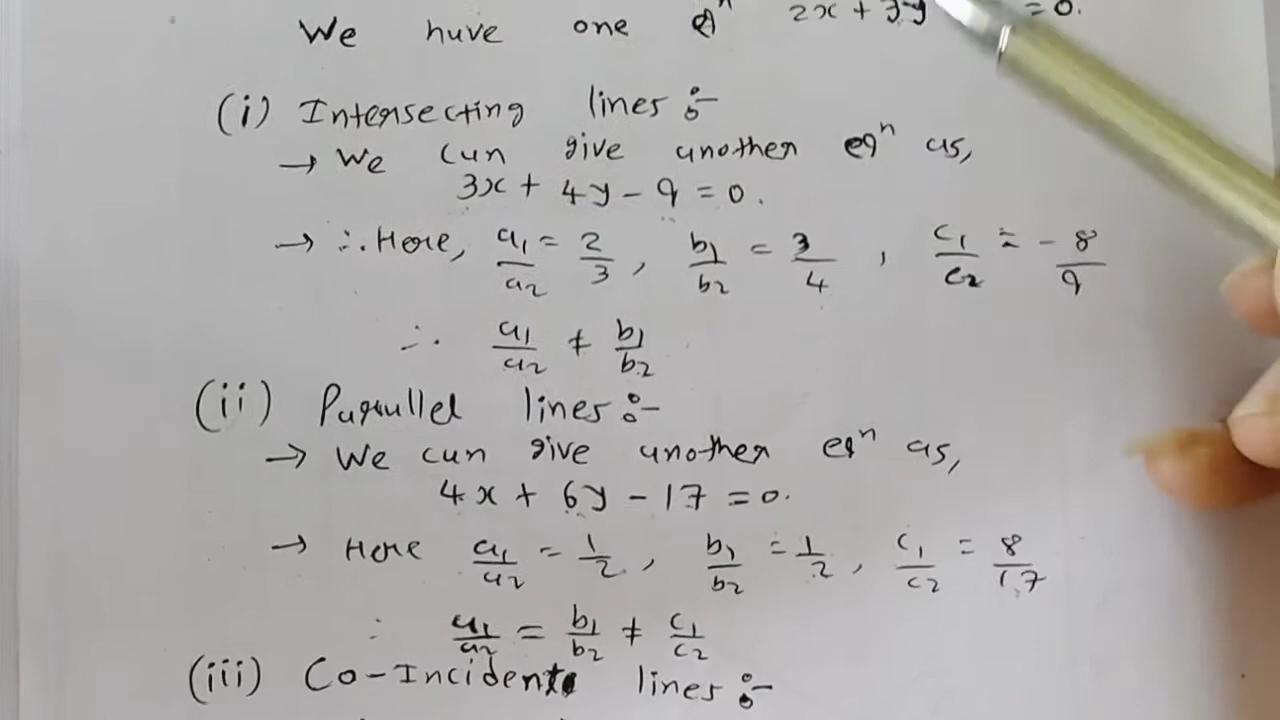 We have one eqⁿ 2x + 3y = 0.
(i) Intersecting lines :-
→ We can give another eqⁿ as,
3x + 4y - 9 = 0.
→ ∴ Here, a₁/a₂ = 2/3, b₁/b₂ = 3/4, c₁/c₂ = - 8/9
∴ a₁/a₂ ≠ b₁/b₂
(ii) Parallel lines :-
→ We can give another eqⁿ as,
4x + 6y - 17 = 0.
→ Here a₁/a₂ = 1/2, b₁/b₂ = 1/2, c₁/c₂ = 8/17
∴ a₁/a₂ = b₁/b₂ ≠ c₁/c₂
(iii) Co-Incident lines :-